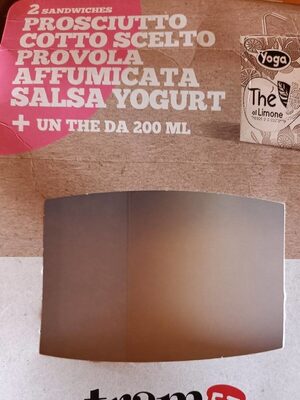 2 SANDWICHES
PROSCIUTTO
COTTO SCELTO
PROVOLA
AFFUMICATA
SALSA YOGURT
+ UN THE DA 200 ML
Yoga
The
al Limone